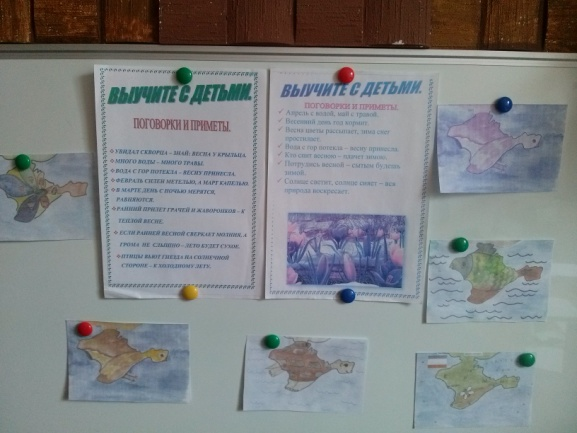 ВЫУЧИТЕ С ДЕТЬМИ.
ПОГОВОРКИ И ПРИМЕТЫ.
УВИДАЛ СКВОРЦА – ЗНАЙ: ВЕСНА У КРЫЛЬЦА.
МНОГО ВОДЫ – МНОГО ТРАВЫ.
ВОДА С ГОР ПОТЕКЛА – ВЕСНУ ПРИНЕСЛА.
ФЕВРАЛЬ СИЛЕН МЕТЕЛЬЮ, А МАРТ КАПЕЛЬЮ.
В МАРТЕ ДЕНЬ С НОЧЬЮ МЕРЯТСЯ,
РАВНЯЮТСЯ.
РАННИЙ ПРИЛЕТ ГРАЧЕЙ И ЖАВОРОНКОВ – К
ТЕПЛОЙ ВЕСНЕ.
ЕСЛИ РАННЕЙ ВЕСНОЙ СВЕРКАЕТ МОЛНИЯ, А
ГРОМА НЕ СЛЫШНО – ЛЕТО БУДЕТ СУХОЕ.
ПТИЦЫ ВЬЮТ ГНЕЗДА НА СОЛНЕЧНОЙ
СТОРОНЕ – К ХОЛОДНОМУ ЛЕТУ.
ВЫУЧИТЕ С ДЕТЬМИ.
ПОГОВОРКИ И ПРИМЕТЫ.
Апрель с водой, май с травой.
Весенний день год кормит.
Весна цветы рассыпает, зима снег
простилает.
Вода с гор потекла – весну принесла.
Кто спит весною – плачет зимою.
Потрудись весной – сытым будешь
зимой.
Солнце светит, солнце сияет – вся
природа воскресает.